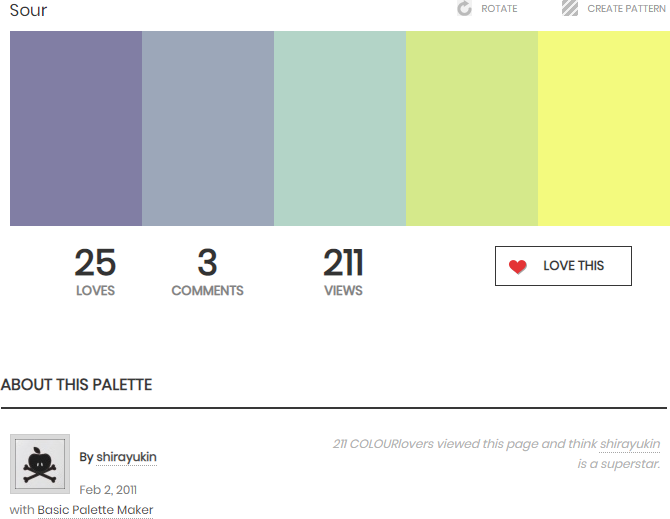 Sour
ROTATE
CREATE PATTERN
25
LOVES
3
COMMENTS
211
VIEWS
LOVE THIS
ABOUT THIS PALETTE
By shirayukin
Feb 2, 2011
with Basic Palette Maker
211 COLOURlovers viewed this page and think shirayukin
is a superstar.